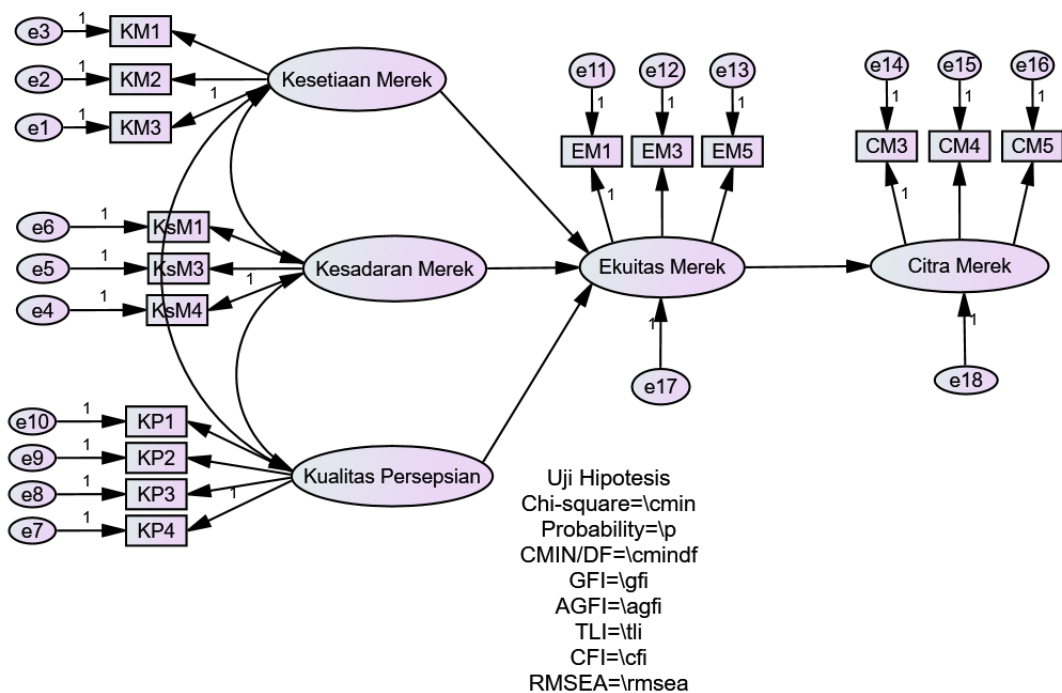 e3
1
KM1
e2
1
KM2
e1
1
KM3
1
Kesetiaan Merek
e6
1
KsM1
e5
1
KsM3
e4
1
KsM4
1
Kesadaran Merek
e10
1
KP1
e9
1
KP2
e8
1
KP3
e7
1
KP4
1
Kualitas Persepsian
e11
e12
e13
1
1
1
EM1
EM3
EM5
1
Ekuitas Merek
1
e17
e14
e15
e16
1
1
1
CM3
CM4
CM5
1
Citra Merek
1
e18
Uji Hipotesis
Chi-square=\cmin
Probability=\p
CMIN/DF=\cmindf
GFI=\gfi
AGFI=\agfi
TLI=\tli
CFI=\cfi
RMSEA=\rmsea